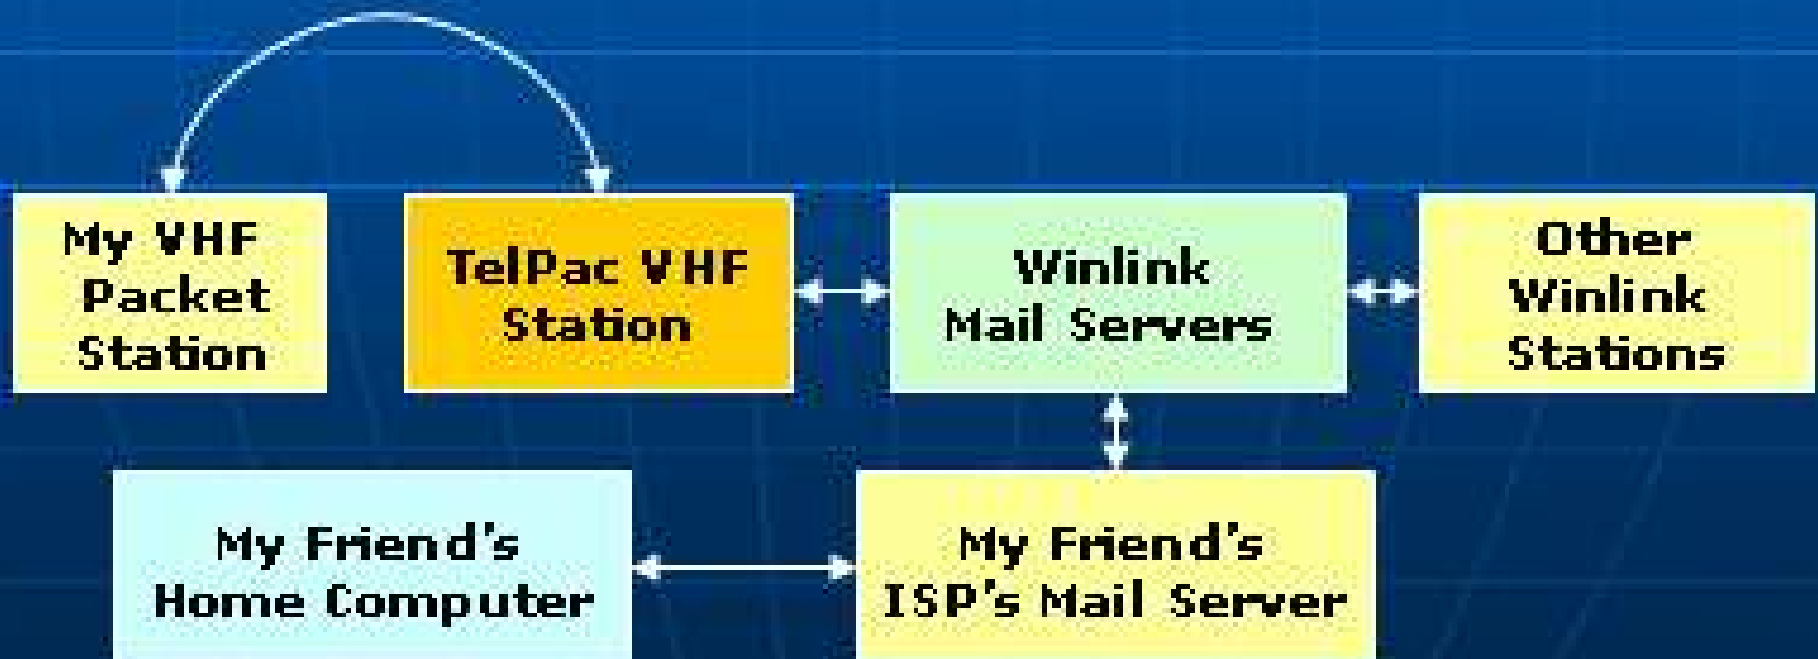 My VHF
Packet
Station
TelPac VHF
Station
Winlink
Mail Servers
Other
Winlink
Stations
My Friend's
Home Computer
My Friend's
ISP's Mail Server